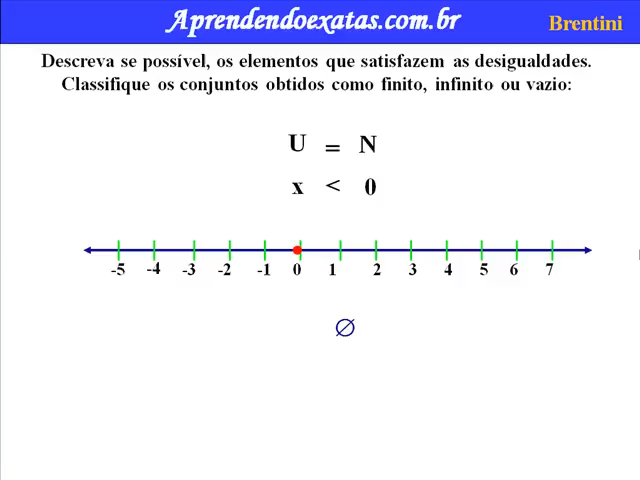 Aprendendoexatas.com.br
Brentini
Descreva se possível, os elementos que satisfazem as desigualdades.
Classifique os conjuntos obtidos como finito, infinito ou vazio:
U = N
x < 0
-5 -4 -3 -2 -1 0 1 2 3 4 5 6 7
∅